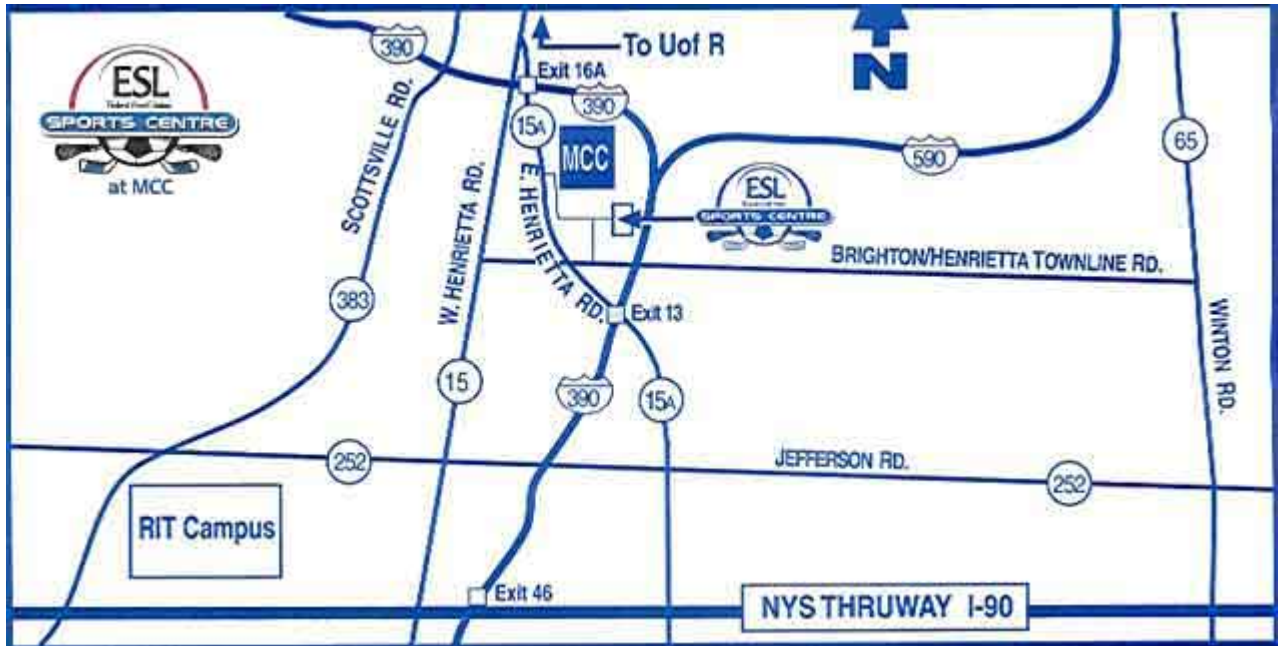 390
To U of R
N
ESL
SPORTS CENTRE
at MCC
SCOTTSVILLE RD.
Exit 16A
390
15A
MCC
590
65
W. HENRIETTA RD.
E. HENRIETTA RD.
ESL
SPORTS CENTRE
BRIGHTON/HENRIETTA TOWNLINE RD.
383
Exit 13
WINTON RD.
15
390
15A
252
JEFFERSON RD.
252
RIT Campus
Exit 46
NYS THRUWAY I-90